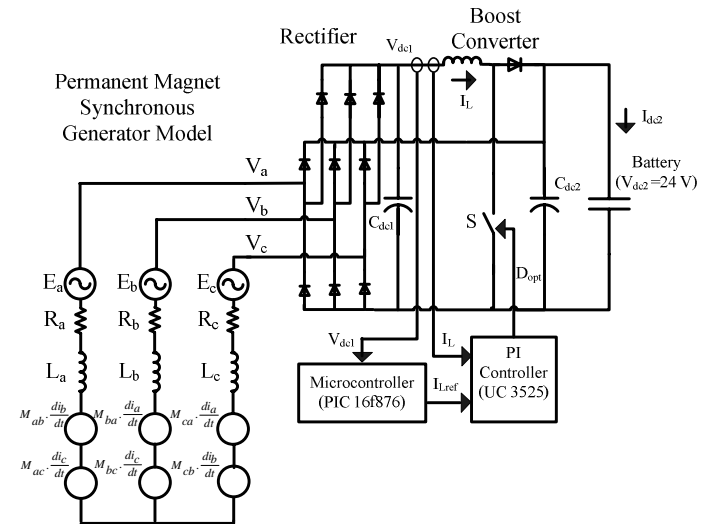 Boost
Converter
Rectifier
V_dc1
I_L
Permanent Magnet
Synchronous
Generator Model
I_dc2
Battery
(V_dc2 =24 V)
C_dc2
C_dc1
V_a
V_b
V_c
S
D_opt
E_a
E_b
E_c
R_a
R_b
R_c
L_a
L_b
L_c
V_dc1
I_L
Microcontroller
(PIC 16f876)
I_Lref
PI
Controller
(UC 3525)
M_ab · di_b/dt
M_ba · di_a/dt
M_ca · di_a/dt
M_ac · di_c/dt
M_bc · di_c/dt
M_cb · di_b/dt